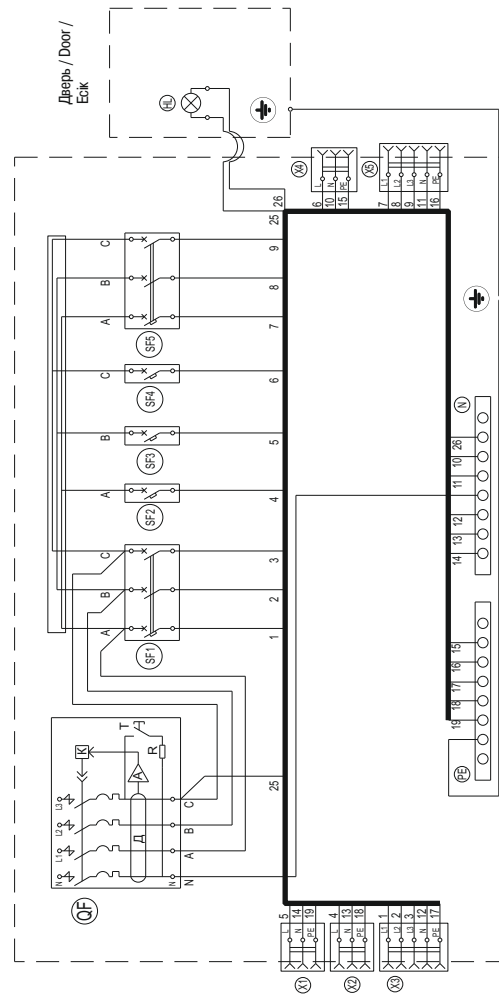 Дверь / Door /
Есік
HL
QF
N L1 L2 L3
K
A
T
R
Д
N
N
N A B C
25
SF1
A B C
1 2 3
SF2
A
4
SF3
B
5
SF4
C
6
SF5
A B C
7 8 9
25 26
X1
L 5
N 14
PE 19
X2
L 4
N 13
PE 18
X3
L1 1
L2 2
L3 3
N 12
PE 17
X4
L 6
N 10
PE 15
X5
L1 7
L2 8
L3 9
N 11
PE 16
PE
19 18 17 16 15
N
14 13 12 11 10 26